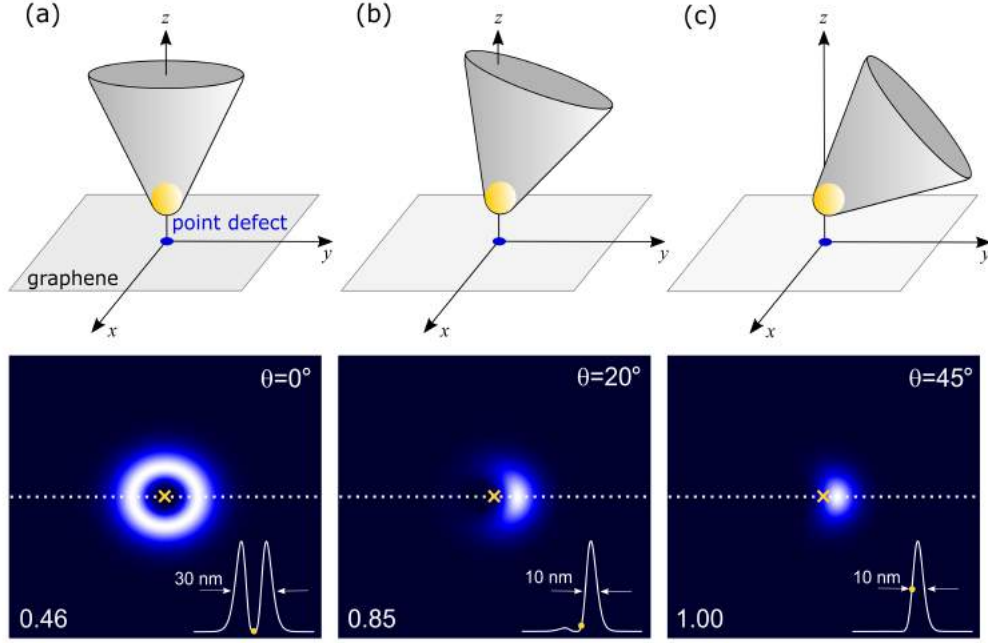 (a)
z
point defect
graphene
y
x
(b)
z
y
x
(c)
z
y
x
θ=0°
30 nm
0.46
θ=20°
10 nm
0.85
θ=45°
10 nm
1.00